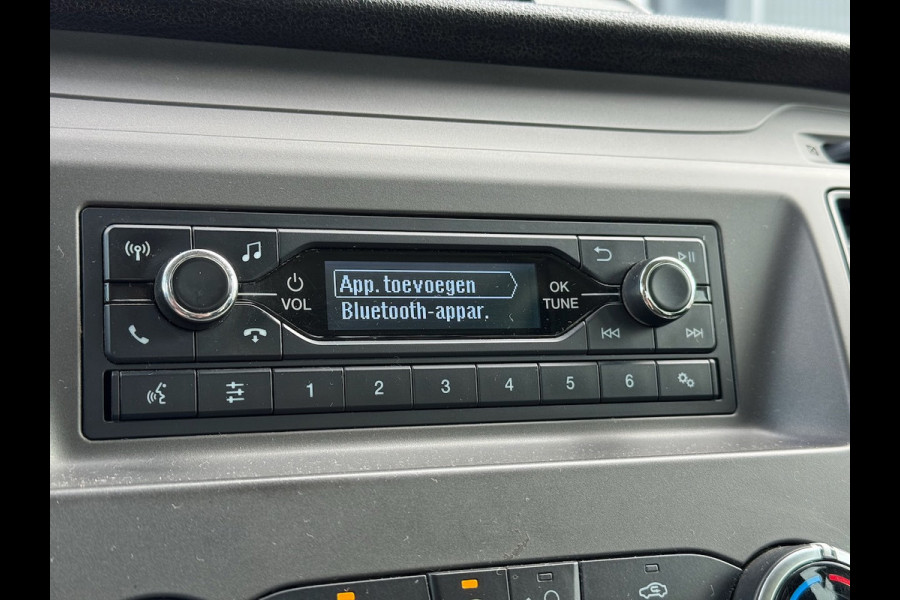 App. toevoegen
Bluetooth-appar.
VOL
OK
TUNE
1 2 3 4 5 6